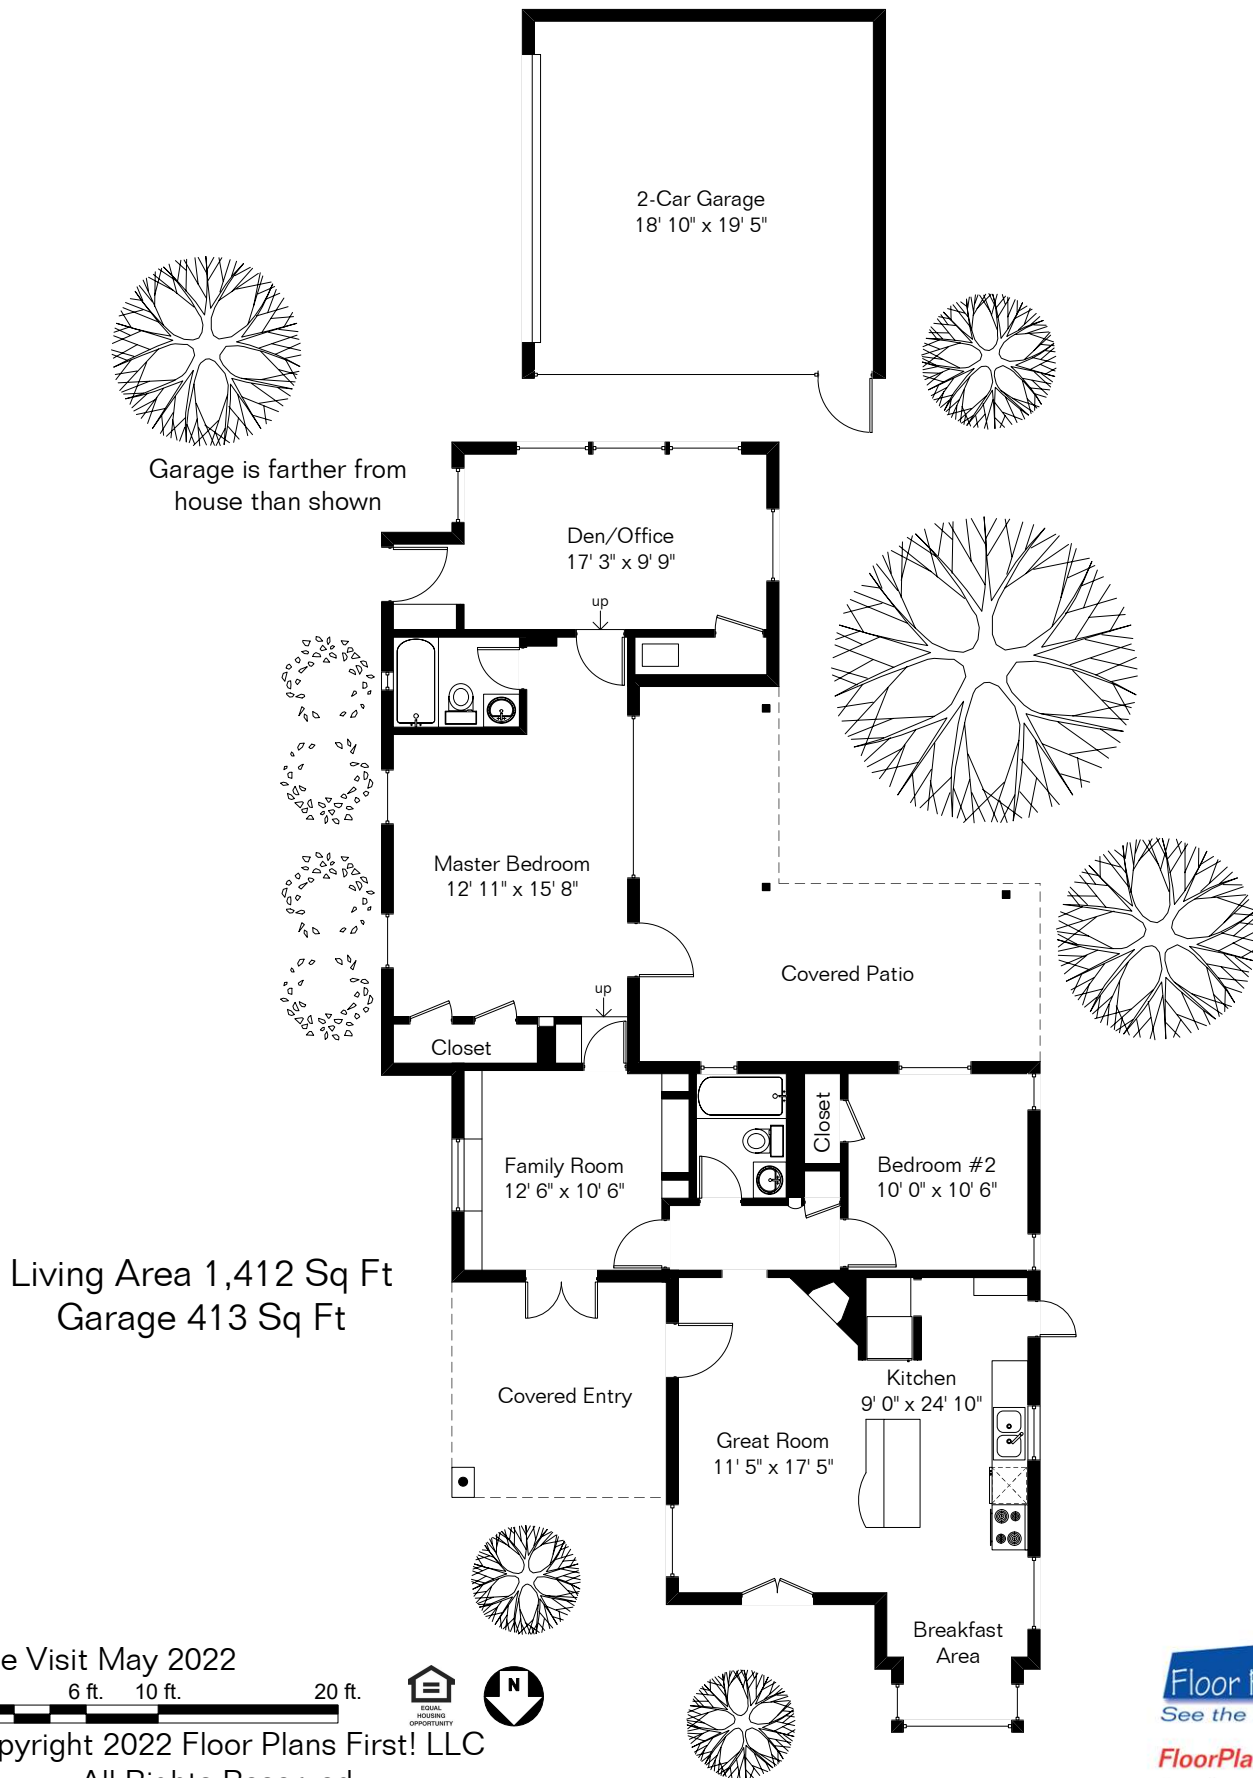 2-Car Garage
18' 10" x 19' 5"
Garage is farther from
house than shown
Den/Office
17' 3" x 9' 9"
up
Master Bedroom
12' 11" x 15' 8"
Covered Patio
up
Closet
Closet
Family Room
12' 6" x 10' 6"
Bedroom #2
10' 0" x 10' 6"
Living Area 1,412 Sq Ft
Garage 413 Sq Ft
Covered Entry
Kitchen
9' 0" x 24' 10"
Great Room
11' 5" x 17' 5"
Breakfast
Area
e Visit May 2022
6 ft. 10 ft. 20 ft.
EQUAL
HOUSING
OPPORTUNITY
N
pyright 2022 Floor Plans First! LLC
All Rights Reserved
Floor
See the
FloorPla